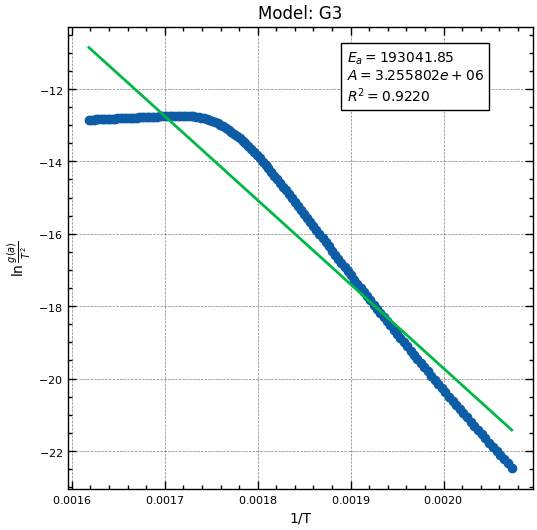 Model: G3
E_a = 193041.85
A = 3.255802e + 06
R^2 = 0.9220
ln g(a)/T^2
−12
−14
−16
−18
−20
−22
0.0016 0.0017 0.0018 0.0019 0.0020
1/T